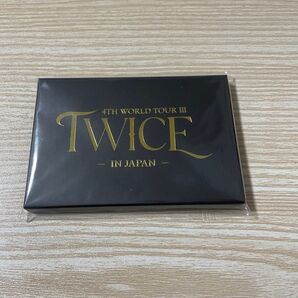 4TH WORLD TOUR III
TWICE
- IN JAPAN -